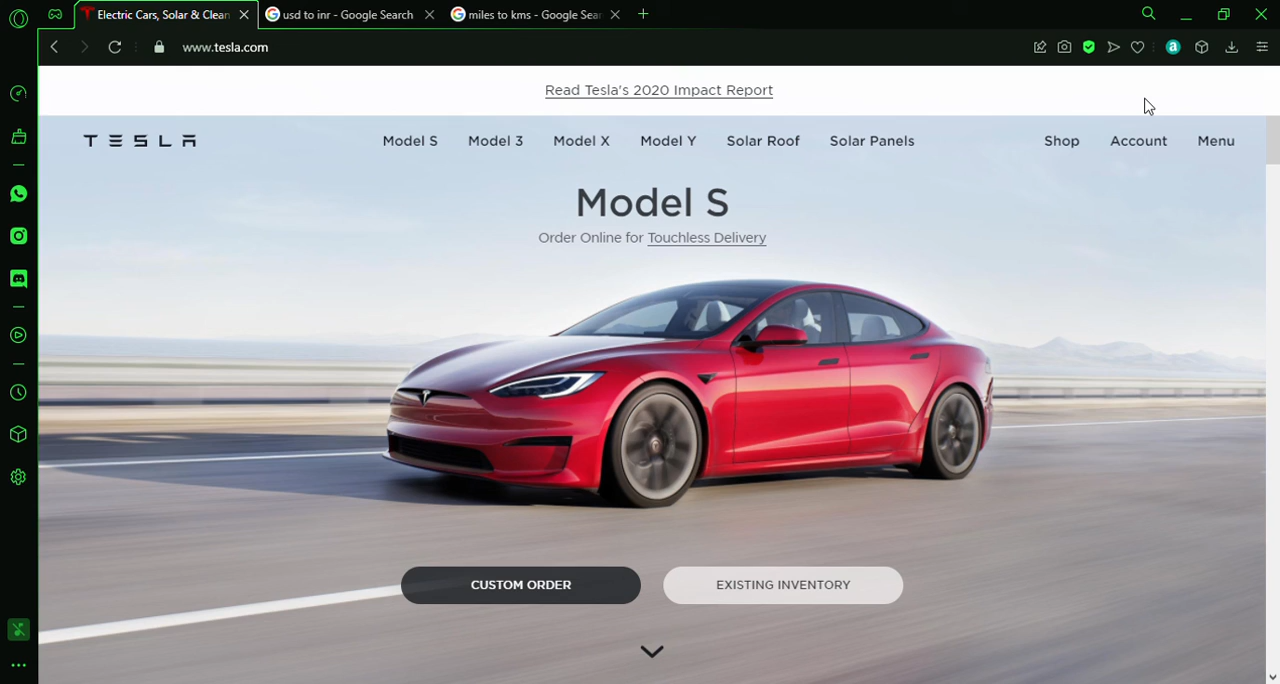 Electric Cars, Solar & Clean
usd to inr - Google Search
miles to kms - Google Sear
www.tesla.com
Read Tesla's 2020 Impact Report
TESLA
Model S
Model 3
Model X
Model Y
Solar Roof
Solar Panels
Shop
Account
Menu
Model S
Order Online for Touchless Delivery
CUSTOM ORDER
EXISTING INVENTORY